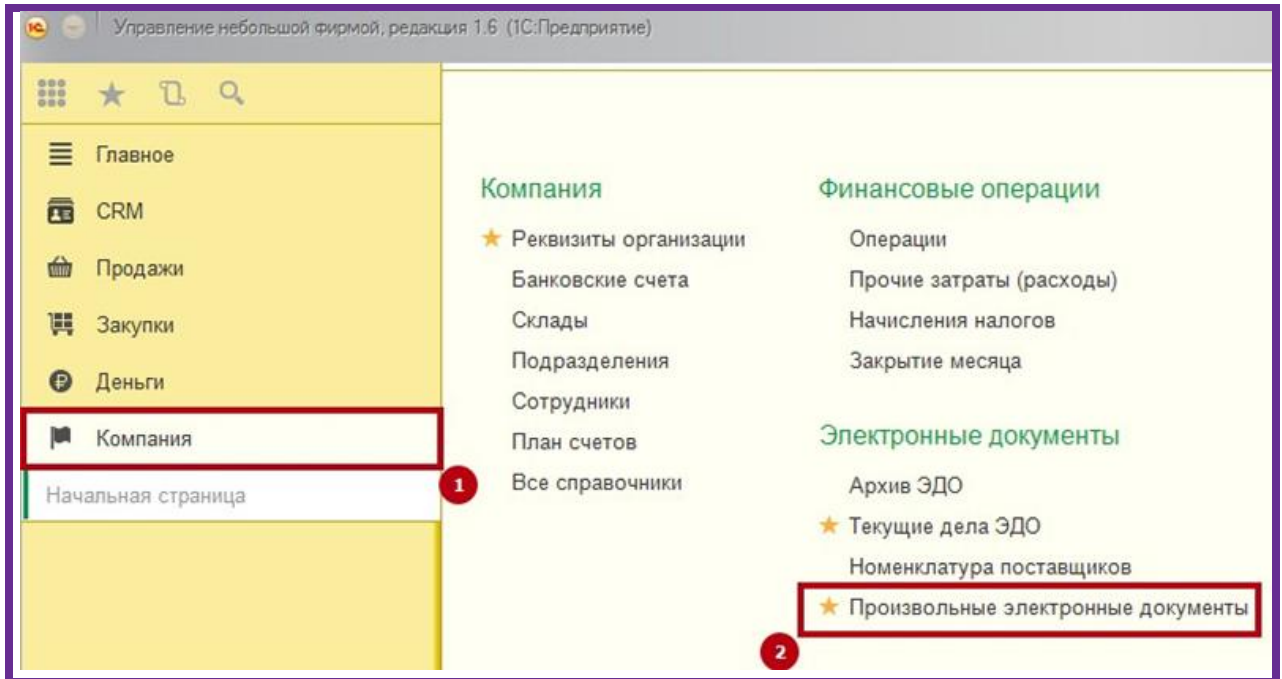 1С Управление небольшой фирмой, редакция 1.6 (1С:Предприятие)
Главное
CRM
Продажи
Закупки
Деньги
Компания
1
Начальная страница
Компания
Реквизиты организации
Банковские счета
Склады
Подразделения
Сотрудники
План счетов
Все справочники
Финансовые операции
Операции
Прочие затраты (расходы)
Начисления налогов
Закрытие месяца
Электронные документы
Архив ЭДО
Текущие дела ЭДО
Номенклатура поставщиков
Произвольные электронные документы
2